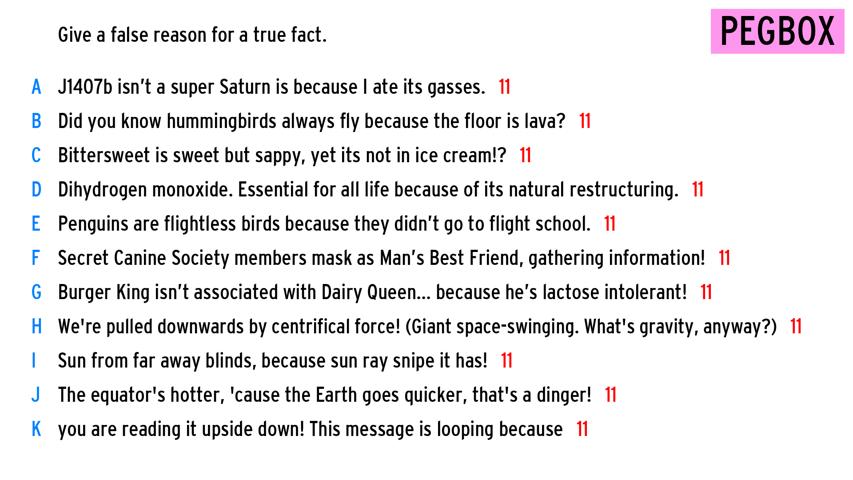 Give a false reason for a true fact.
PEGBOX
A J1407b isn't a super Saturn is because I ate its gasses. 11
B Did you know hummingbirds always fly because the floor is lava? 11
C Bittersweet is sweet but sappy, yet its not in ice cream!? 11
D Dihydrogen monoxide. Essential for all life because of its natural restructuring. 11
E Penguins are flightless birds because they didn't go to flight school. 11
F Secret Canine Society members mask as Man's Best Friend, gathering information! 11
G Burger King isn't associated with Dairy Queen... because he's lactose intolerant! 11
H We're pulled downwards by centrifical force! (Giant space-swinging. What's gravity, anyway?) 11
I Sun from far away blinds, because sun ray snipe it has! 11
J The equator's hotter, 'cause the Earth goes quicker, that's a dinger! 11
K you are reading it upside down! This message is looping because 11